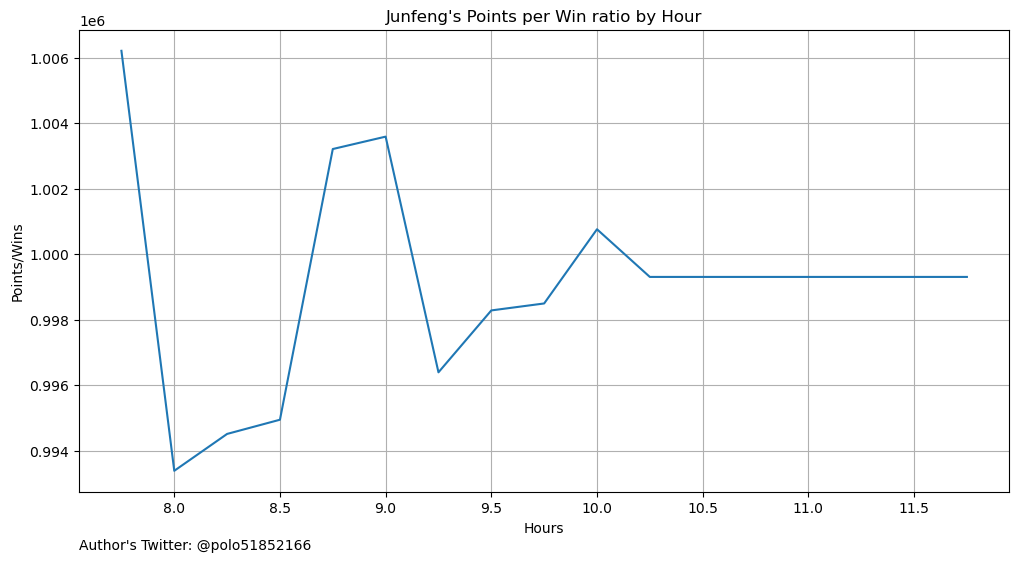 Junfeng's Points per Win ratio by Hour
1e6
1.006
1.004
1.002
1.000
0.998
0.996
0.994
Points/Wins
8.0 8.5 9.0 9.5 10.0 10.5 11.0 11.5
Hours
Author's Twitter: @polo51852166